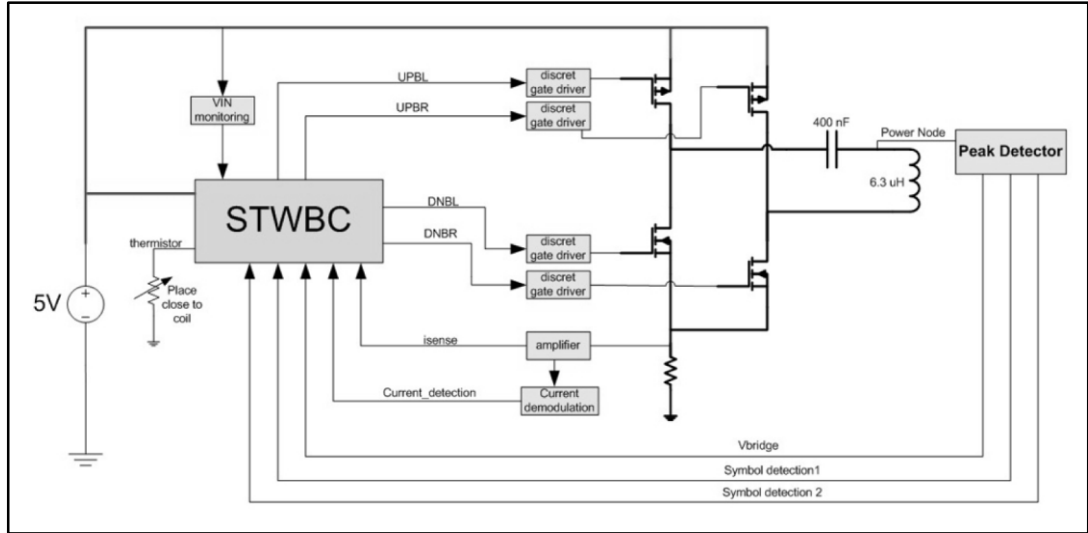 UPBL
discret
gate driver
UPBR
discret
gate driver
VIN
monitoring
400 nF
Power Node
Peak Detector
6.3 uH
STWBC
DNBL
DNBR
discret
gate driver
discret
gate driver
thermistor
Place
close to
coil
5V
+
–
isense
amplifier
Current_detection
Current
demodulation
Vbridge
Symbol detection1
Symbol detection 2